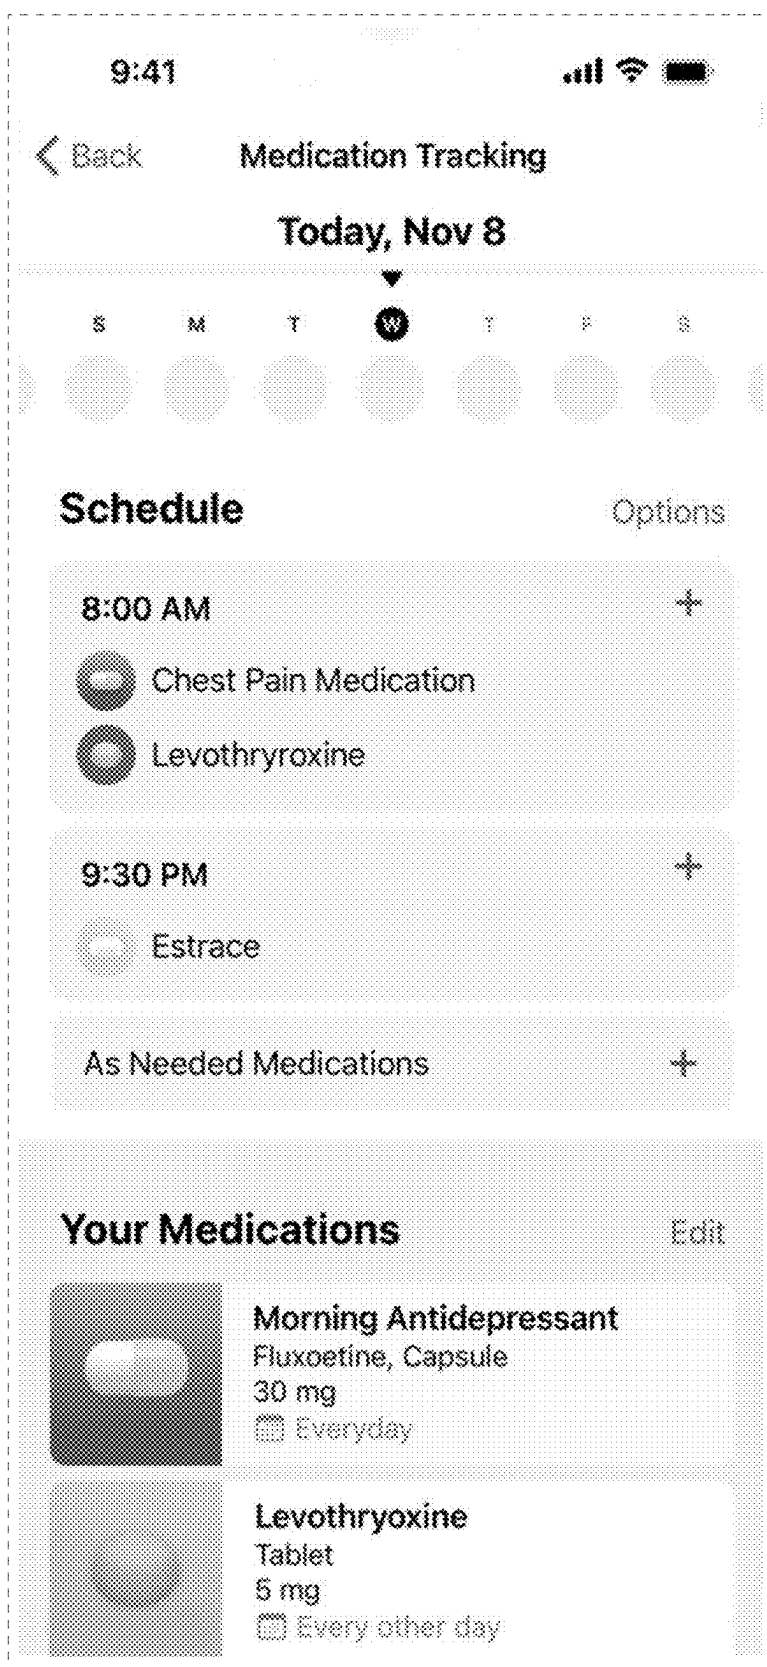 9:41
Back
Medication Tracking
Today, Nov 8
S M T W T F S
Schedule
Options
8:00 AM
Chest Pain Medication
Levothryroxine
9:30 PM
Estrace
As Needed Medications
Your Medications
Edit
Morning Antidepressant
Fluxoetine, Capsule
30 mg
Everyday
Levothryoxine
Tablet
5 mg
Every other day